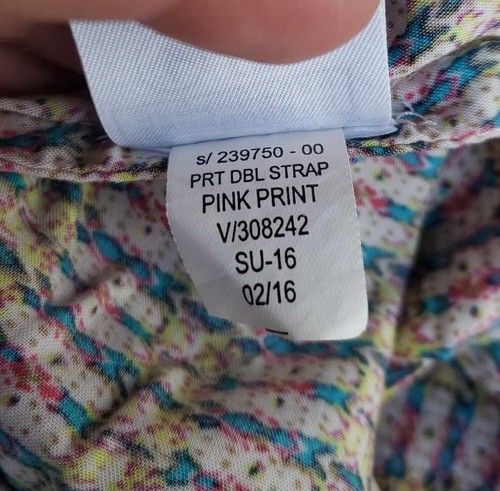 s/ 239750 - 00
PRT DBL STRAP
PINK PRINT
V/308242
SU-16
02/16